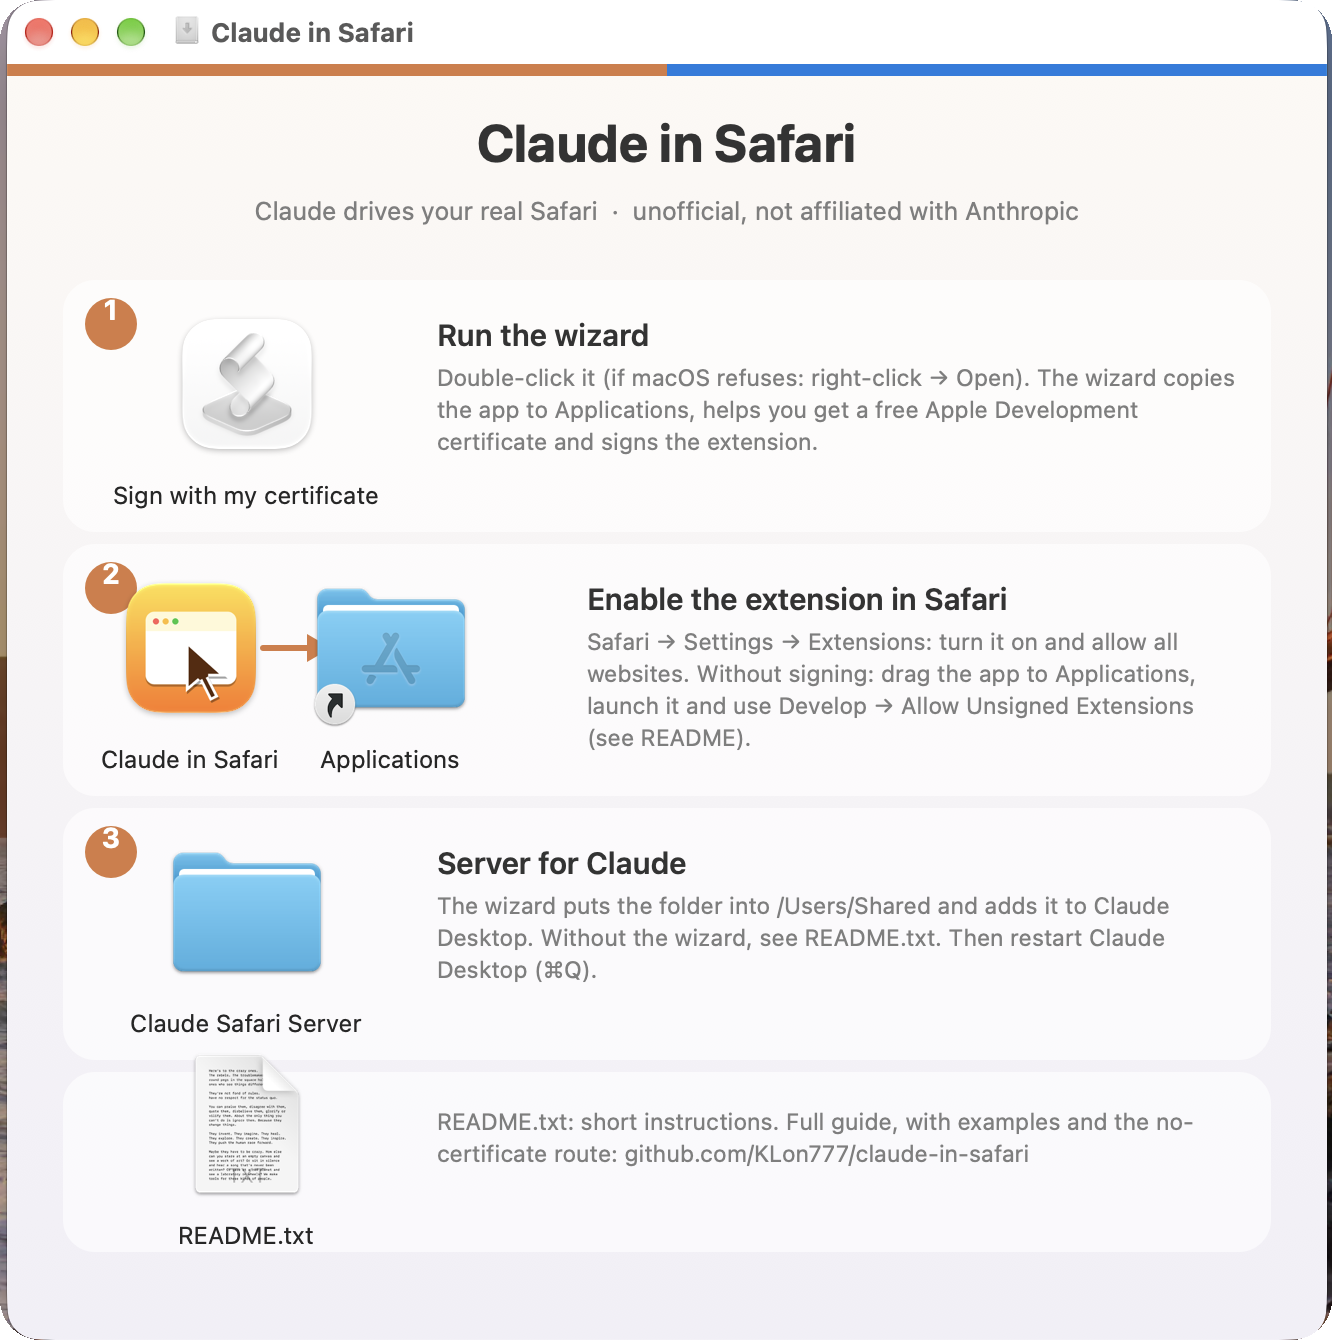 Claude in Safari
Claude in Safari
Claude drives your real Safari · unofficial, not affiliated with Anthropic
1
Run the wizard
Double-click it (if macOS refuses: right-click → Open). The wizard copies
the app to Applications, helps you get a free Apple Development
certificate and signs the extension.
Sign with my certificate
2
Enable the extension in Safari
Safari → Settings → Extensions: turn it on and allow all
websites. Without signing: drag the app to Applications,
launch it and use Develop → Allow Unsigned Extensions
(see README).
Claude in Safari
Applications
3
Server for Claude
The wizard puts the folder into /Users/Shared and adds it to Claude
Desktop. Without the wizard, see README.txt. Then restart Claude
Desktop (⌘Q).
Claude Safari Server
README.txt: short instructions. Full guide, with examples and the no-
certificate route: github.com/KLon777/claude-in-safari
TXT
README.txt